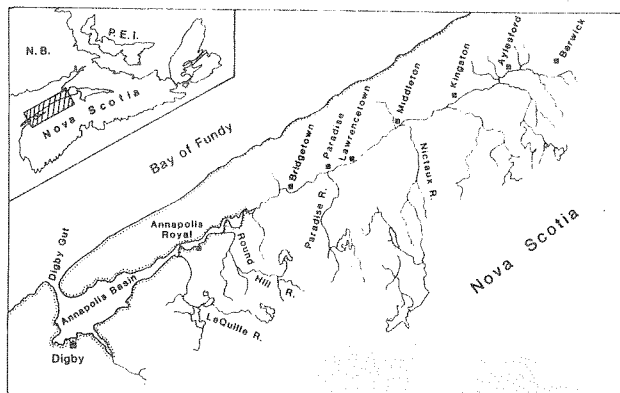 N.B.
P.E.I.
Nova Scotia
Bay of Fundy
Digby Gut
Annapolis Basin
Digby
Annapolis
Royal
LeQuille R.
Round
Hill
R.
Bridgetown
Paradise
Paradise R.
Lawrencetown
Middleton
Nictaux R.
Kingston
Aylesford
Berwick
Nova Scotia